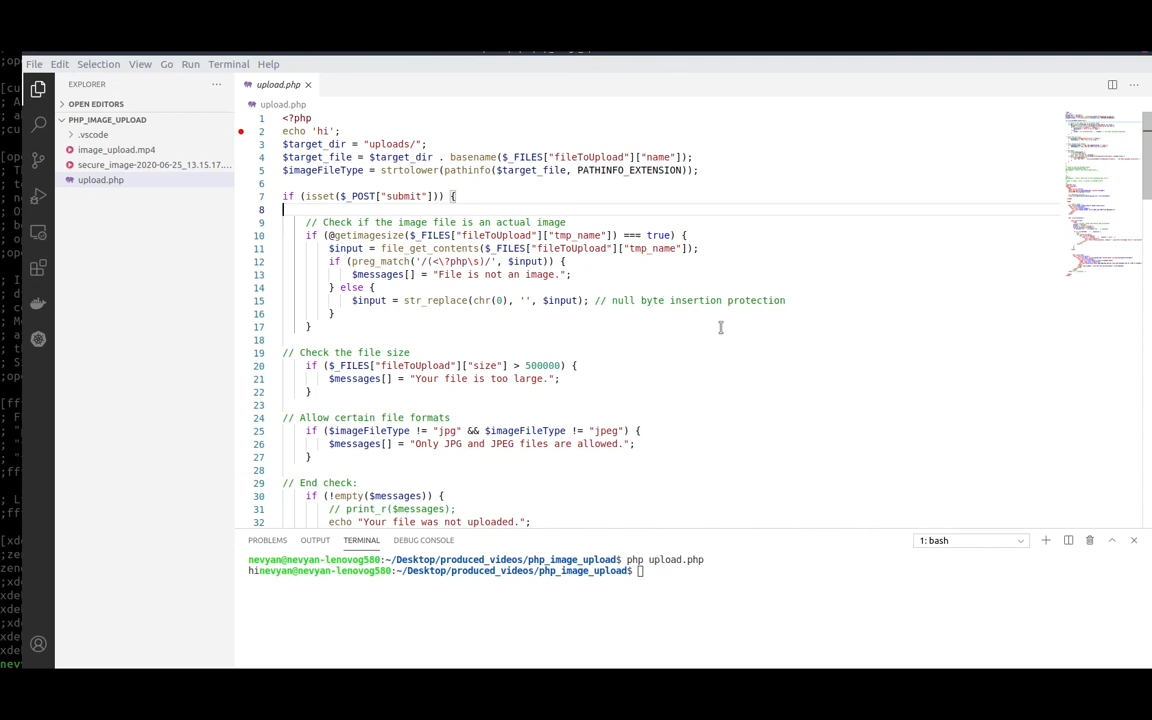 File Edit Selection View Go Run Terminal Help
EXPLORER ···
OPEN EDITORS
PHP_IMAGE_UPLOAD
.vscode
image_upload.mp4
secure_image-2020-06-25_13.15.17....
upload.php
upload.php ×
upload.php
1 <?php
2 echo 'hi';
3 $target_dir = "uploads/";
4 $target_file = $target_dir . basename($_FILES["fileToUpload"]["name"]);
5 $imageFileType = strtolower(pathinfo($target_file, PATHINFO_EXTENSION));
6
7 if (isset($_POST["submit"])) {
8
9 // Check if the image file is an actual image
10 if (@getimagesize($_FILES["fileToUpload"]["tmp_name"]) === true) {
11 $input = file_get_contents($_FILES["fileToUpload"]["tmp_name"]);
12 if (preg_match('/(<\?php\s)/', $input)) {
13 $messages[] = "File is not an image.";
14 } else {
15 $input = str_replace(chr(0), '', $input); // null byte insertion protection
16 }
17 }
18
19 // Check the file size
20 if ($_FILES["fileToUpload"]["size"] > 500000) {
21 $messages[] = "Your file is too large.";
22 }
23
24 // Allow certain file formats
25 if ($imageFileType != "jpg" && $imageFileType != "jpeg") {
26 $messages[] = "Only JPG and JPEG files are allowed.";
27 }
28
29 // End check:
30 if (!empty($messages)) {
31 // print_r($messages);
32 echo "Your file was not uploaded.";
PROBLEMS OUTPUT TERMINAL DEBUG CONSOLE 1: bash
nevyan@nevyan-lenovog580:~/Desktop/produced_videos/php_image_upload$ php upload.php
hinevyan@nevyan-lenovog580:~/Desktop/produced_videos/php_image_upload$